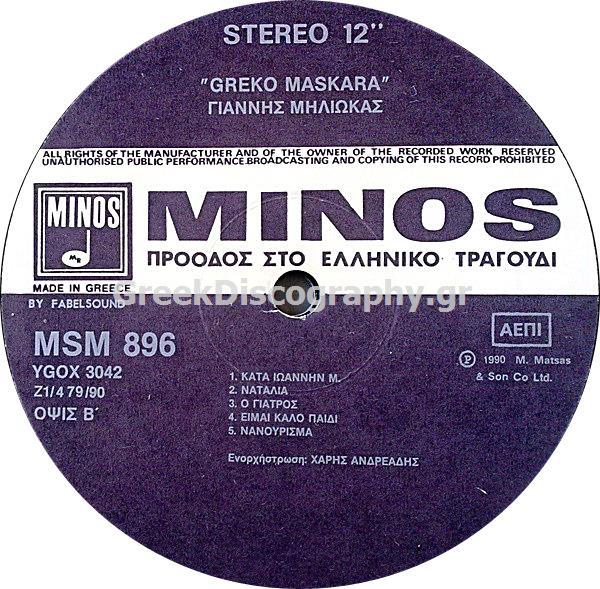 STEREO 12"
"GREKO MASKARA"
ΓΙΑΝΝΗΣ ΜΗΛΙΩΚΑΣ
ALL RIGHTS OF THE MANUFACTURER AND OF THE OWNER OF THE RECORDED WORK RESERVED
UNAUTHORISED PUBLIC PERFORMANCE.BROADCASTING AND COPYING OF THIS RECORD PROHIBITED
MINOS
MINOS
ΠΡΟΟΔΟΣ ΣΤΟ ΕΛΛΗΝΙΚΟ ΤΡΑΓΟΥΔΙ
MADE IN GREECE
BY FABELSOUND
GreekDiscography.gr
MSM 896
YGOX 3042
Z1/479/90
ΟΨΙΣ Β΄
ΑΕΠΙ
℗ 1990 M. Matsas
& Son Co Ltd.
1. ΚΑΤΑ ΙΩΑΝΝΗΝ Μ.
2. ΝΑΤΑΛΙΑ
3. Ο ΓΙΑΤΡΟΣ
4. ΕΙΜΑΙ ΚΑΛΟ ΠΑΙΔΙ
5. ΝΑΝΟΥΡΙΣΜΑ
Ενορχήστρωση: ΧΑΡΗΣ ΑΝΔΡΕΑΔΗΣ